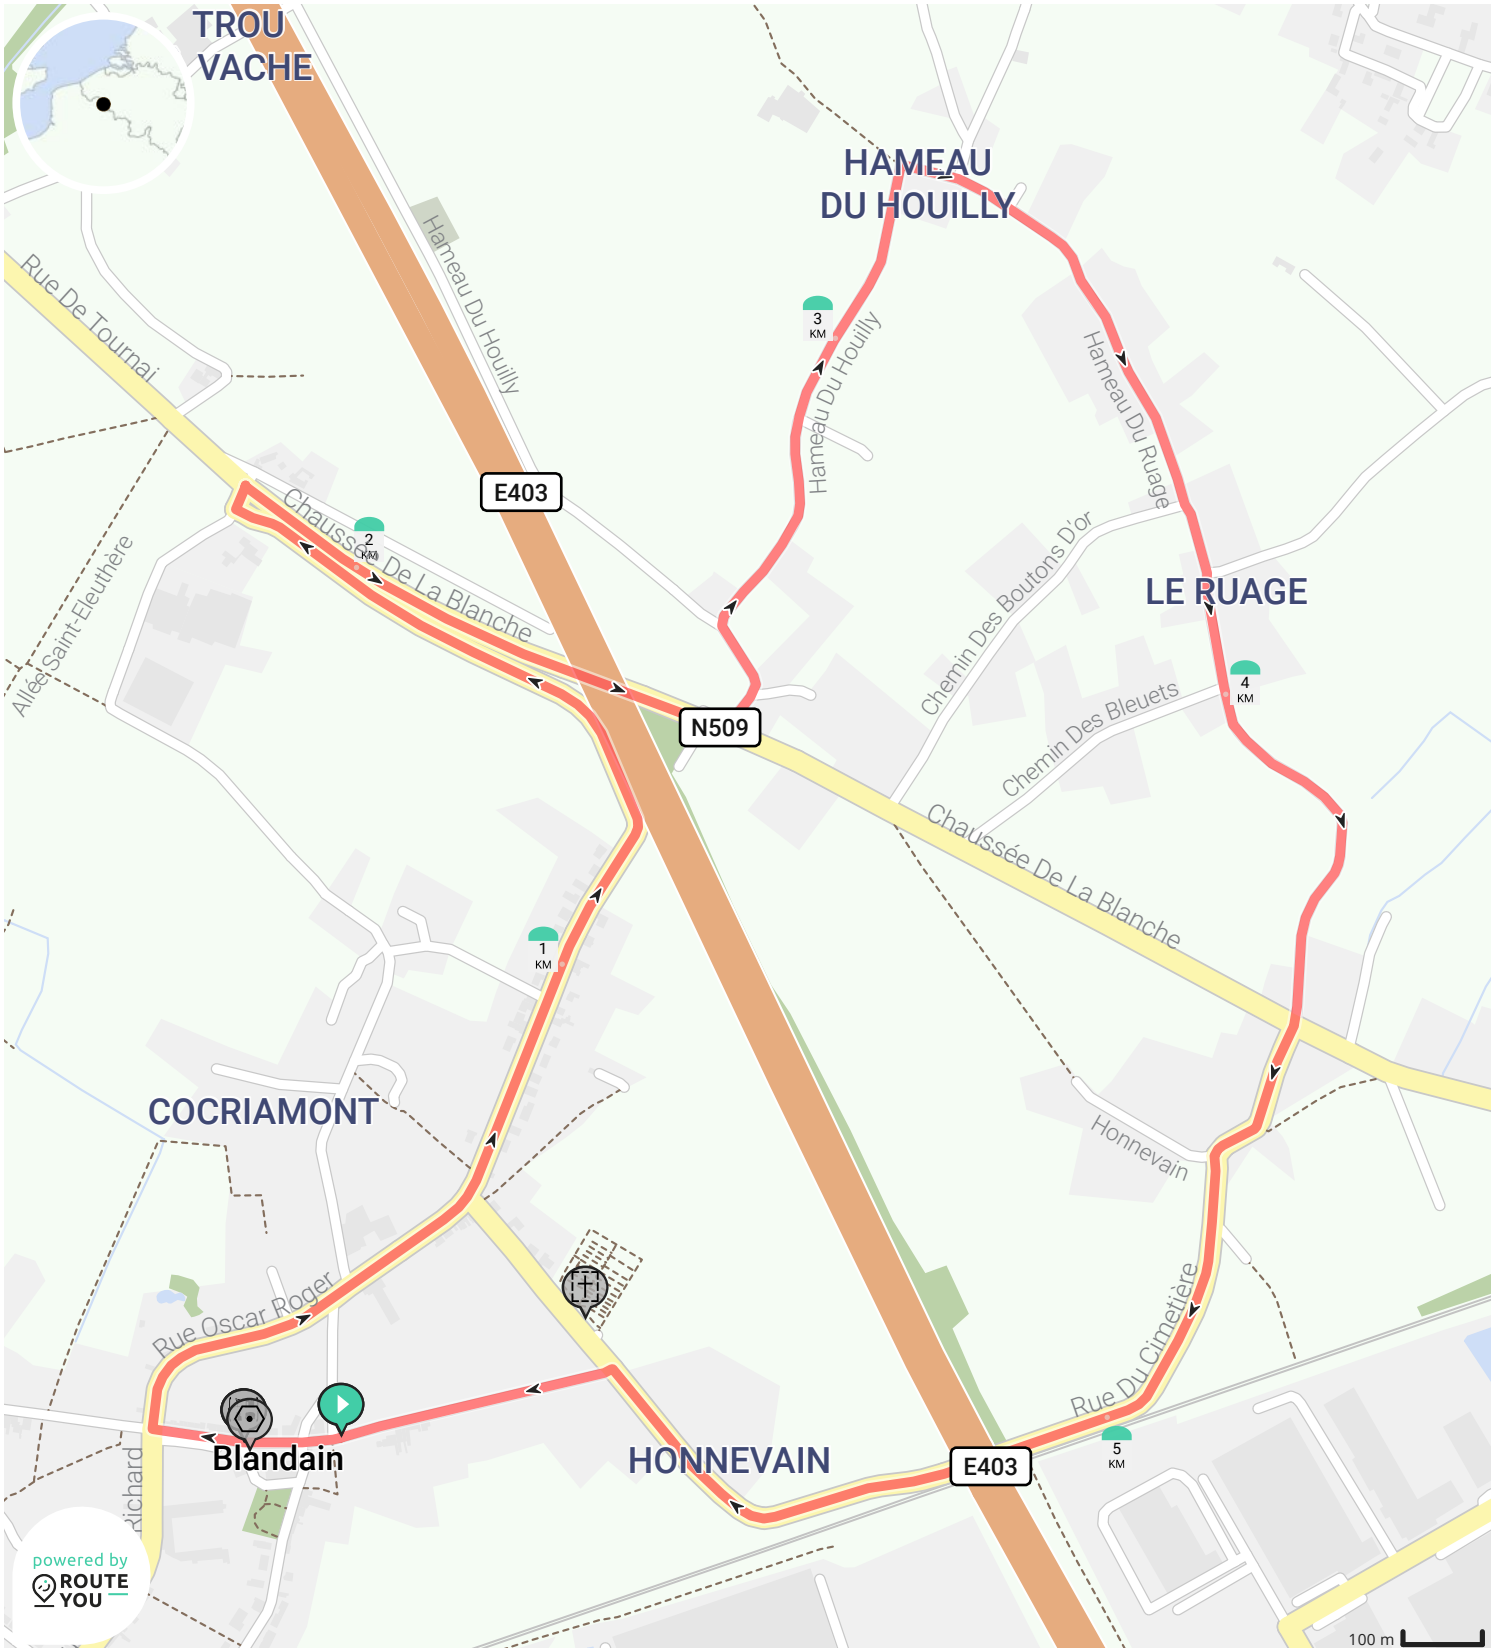 TROU
VACHE
HAMEAU
DU HOUILLY
Hameau Du Houilly
Rue De Tournai
3
KM
Hameau Du Houilly
Hameau Du Ruage
E403
Chaussée De La Blanche
2
KM
Allée Saint-Eleuthère
Chemin Des Boutons D'or
LE RUAGE
4
KM
Chemin Des Bleuets
N509
Chaussée De La Blanche
1
KM
COCRIAMONT
Honnevain
Rue Oscar Roger
Rue Du Cimetière
Blandain
HONNEVAIN
E403
5
KM
Richard
powered by
ROUTE
YOU
100 m